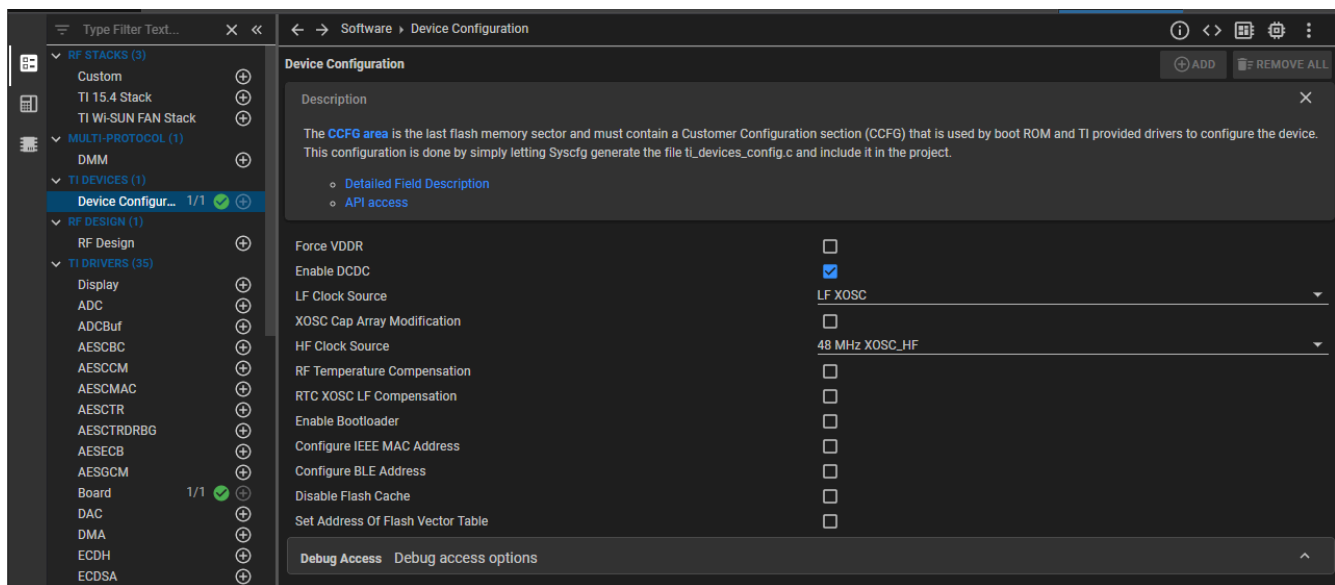 Type Filter Text...
Software Device Configuration
RF STACKS (3)
Custom
TI 15.4 Stack
TI Wi-SUN FAN Stack
MULTI-PROTOCOL (1)
DMM
TI DEVICES (1)
Device Configur... 1/1
RF DESIGN (1)
RF Design
TI DRIVERS (35)
Display
ADC
ADCBuf
AESCBC
AESCCM
AESCMAC
AESCTR
AESCTRDRBG
AESECB
AESGCM
Board 1/1
DAC
DMA
ECDH
ECDSA
Device Configuration
ADD
REMOVE ALL
Description
The CCFG area is the last flash memory sector and must contain a Customer Configuration section (CCFG) that is used by boot ROM and TI provided drivers to configure the device.
This configuration is done by simply letting Syscfg generate the file ti_devices_config.c and include it in the project.
Detailed Field Description
API access
Force VDDR
Enable DCDC
LF Clock Source LF XOSC
XOSC Cap Array Modification
HF Clock Source 48 MHz XOSC_HF
RF Temperature Compensation
RTC XOSC LF Compensation
Enable Bootloader
Configure IEEE MAC Address
Configure BLE Address
Disable Flash Cache
Set Address Of Flash Vector Table
Debug Access Debug access options